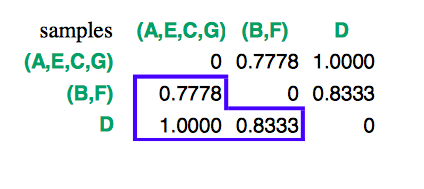 samples (A,E,C,G) (B,F) D
(A,E,C,G) 0 0.7778 1.0000
(B,F) 0.7778 0 0.8333
D 1.0000 0.8333 0